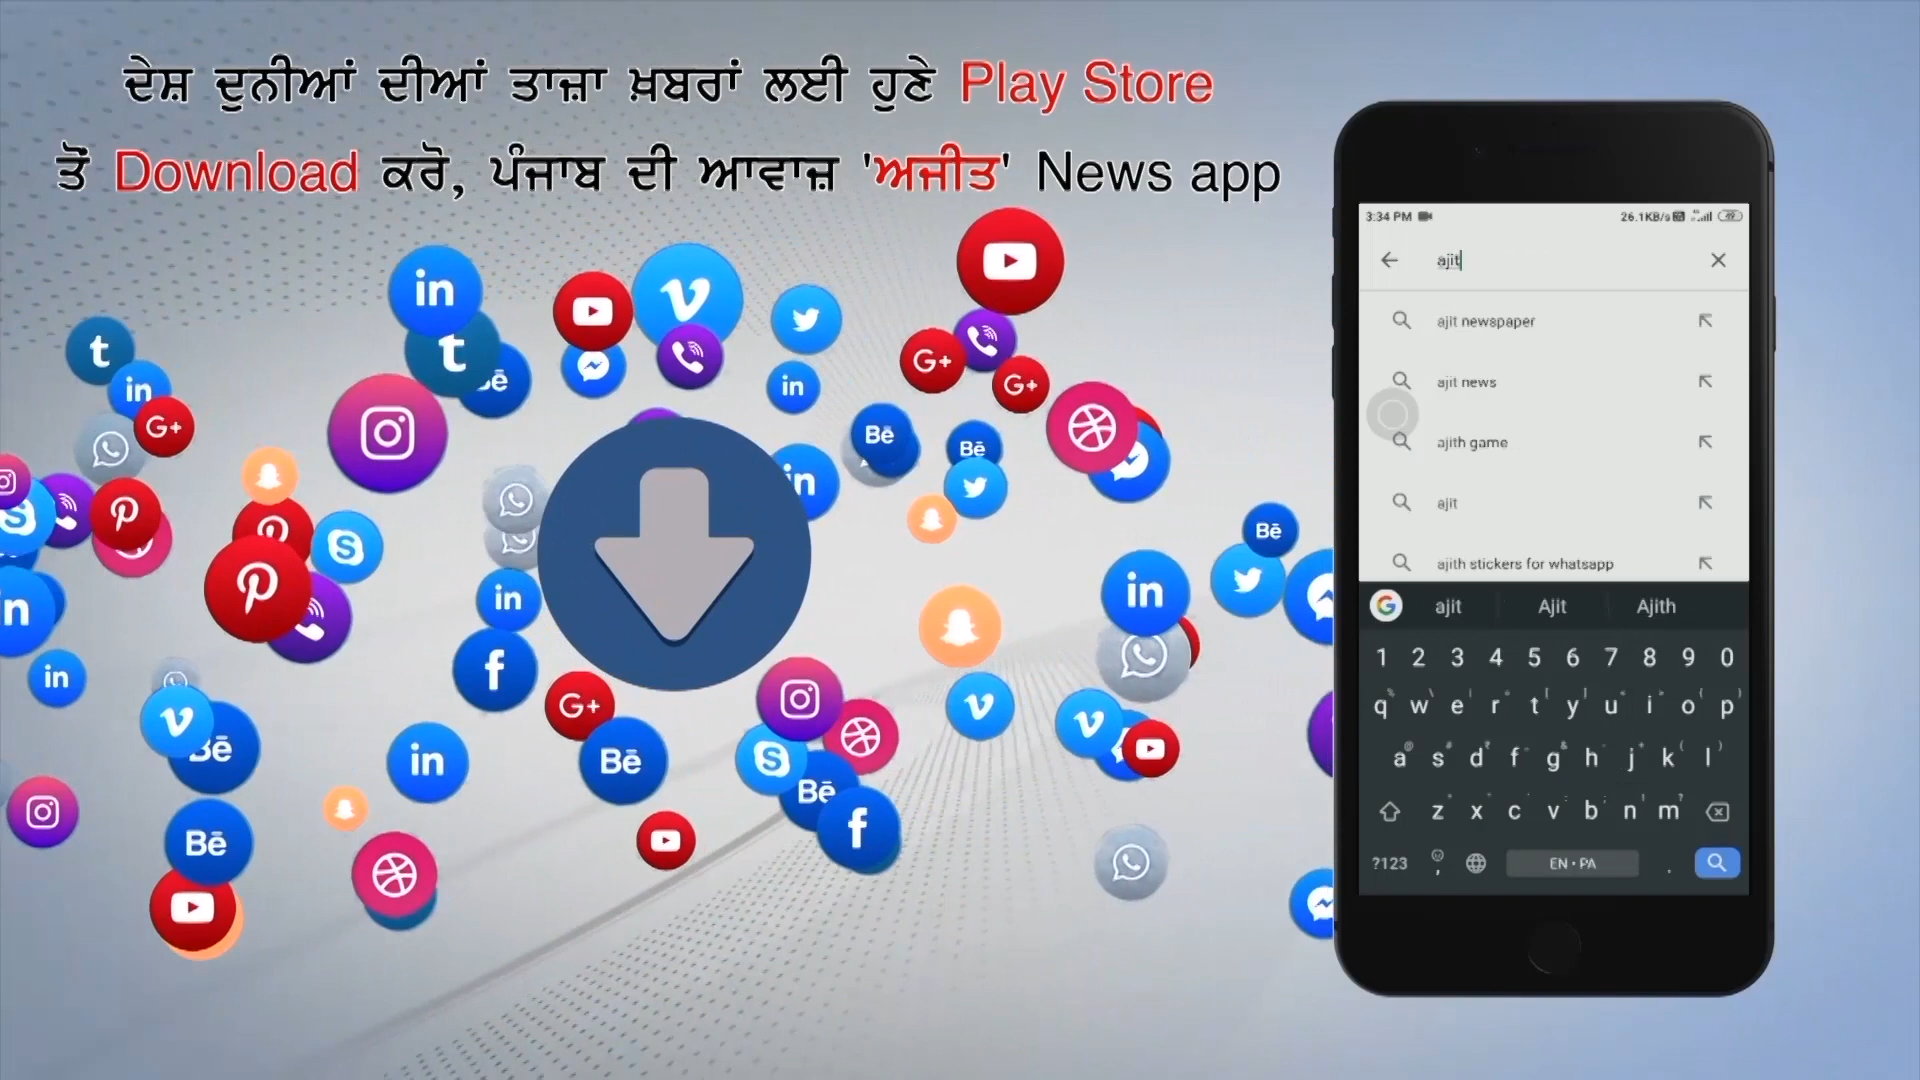 ਦੇਸ਼ ਦੁਨੀਆਂ ਦੀਆਂ ਤਾਜ਼ਾ ਖ਼ਬਰਾਂ ਲਈ ਹੁਣੇ Play Store
ਤੋਂ Download ਕਰੋ, ਪੰਜਾਬ ਦੀ ਆਵਾਜ਼ 'ਅਜੀਤ' News app
3:34 PM 26.1KB/s 49
ajit
ajit newspaper
ajit news
ajith game
ajit
ajith stickers for whatsapp
ajit Ajit Ajith
1 2 3 4 5 6 7 8 9 0
q w e r t y u i o p
a s d f g h j k l
z x c v b n m
?123 , EN • PA .